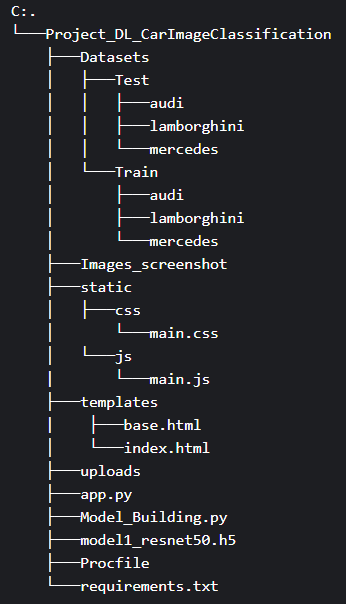 C:.
└───Project_DL_CarImageClassification
    ├───Datasets
    │   ├───Test
    │   │   ├───audi
    │   │   ├───lamborghini
    │   │   └───mercedes
    │   └───Train
    │       ├───audi
    │       ├───lamborghini
    │       └───mercedes
    ├───Images_screenshot
    ├───static
    │   ├───css
    │   │   └───main.css
    │   └───js
    |       └───main.js
    ├───templates
    |    ├───base.html
    │    └───index.html
    ├───uploads
    ├───app.py
    ├───Model_Building.py
    ├───model1_resnet50.h5
    ├───Procfile
    └───requirements.txt